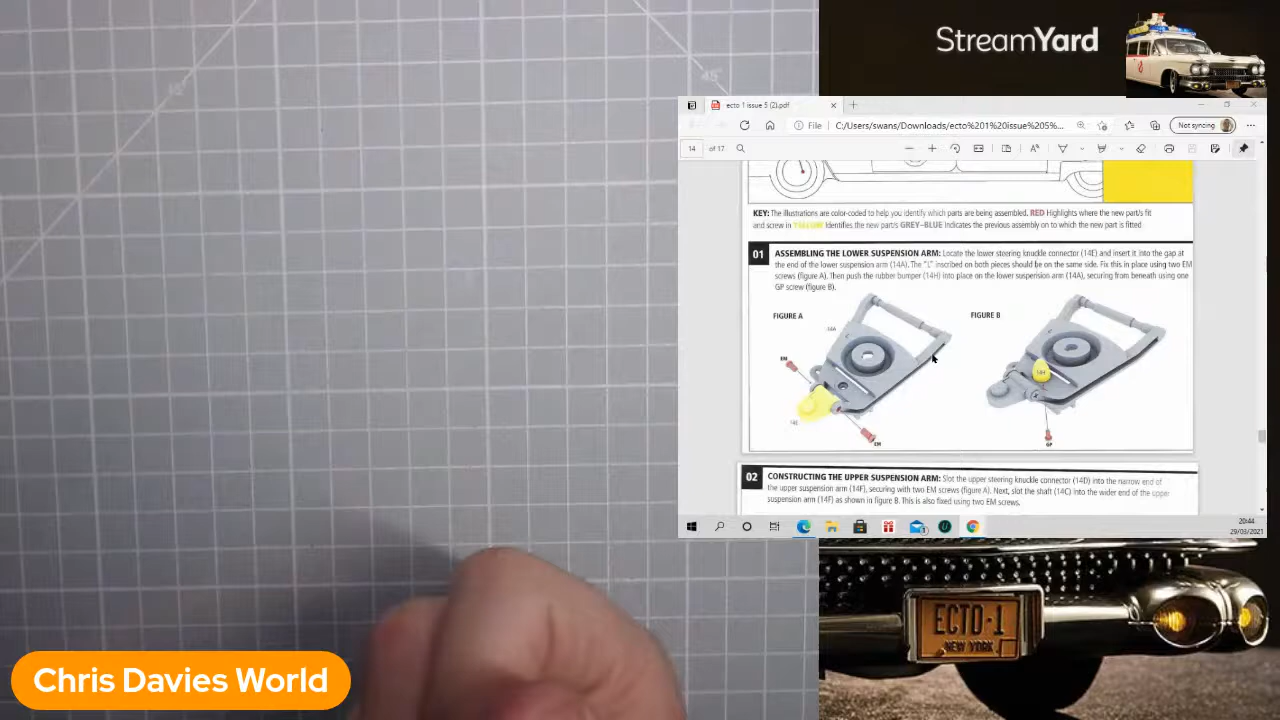 StreamYard
ecto 1 issue 5 (2).pdf
File
C:/Users/swans/Downloads/ecto%201%20issue%205%...
Not syncing
14 of 17
KEY: The illustrations are color-coded to help you identify which parts are being assembled. RED Highlights where the new part/s fit
and screw in YELLOW Identifies the new part/s GREY-BLUE Indicates the previous assembly on to which the new part is fitted
01 ASSEMBLING THE LOWER SUSPENSION ARM: Locate the lower steering knuckle connector (14E) and insert it into the gap at
the end of the lower suspension arm (14A). The "L" inscribed on both pieces should be on the same side. Fix this in place using two EM
screws (figure A). Then push the rubber bumper (14H) into place on the lower suspension arm (14A), securing from beneath using one
GP screw (figure B).
FIGURE A
14A
EM
14E
EM
FIGURE B
14H
GP
02 CONSTRUCTING THE UPPER SUSPENSION ARM: Slot the upper steering knuckle connector (14D) into the narrow end of
the upper suspension arm (14F), securing with two EM screws (figure A). Next, slot the shaft (14C) into the wider end of the upper
suspension arm (14F) as shown in figure B. This is also fixed using two EM screws.
20:44
29/03/2021
45°
ECTO-1
NEW YORK
Chris Davies World